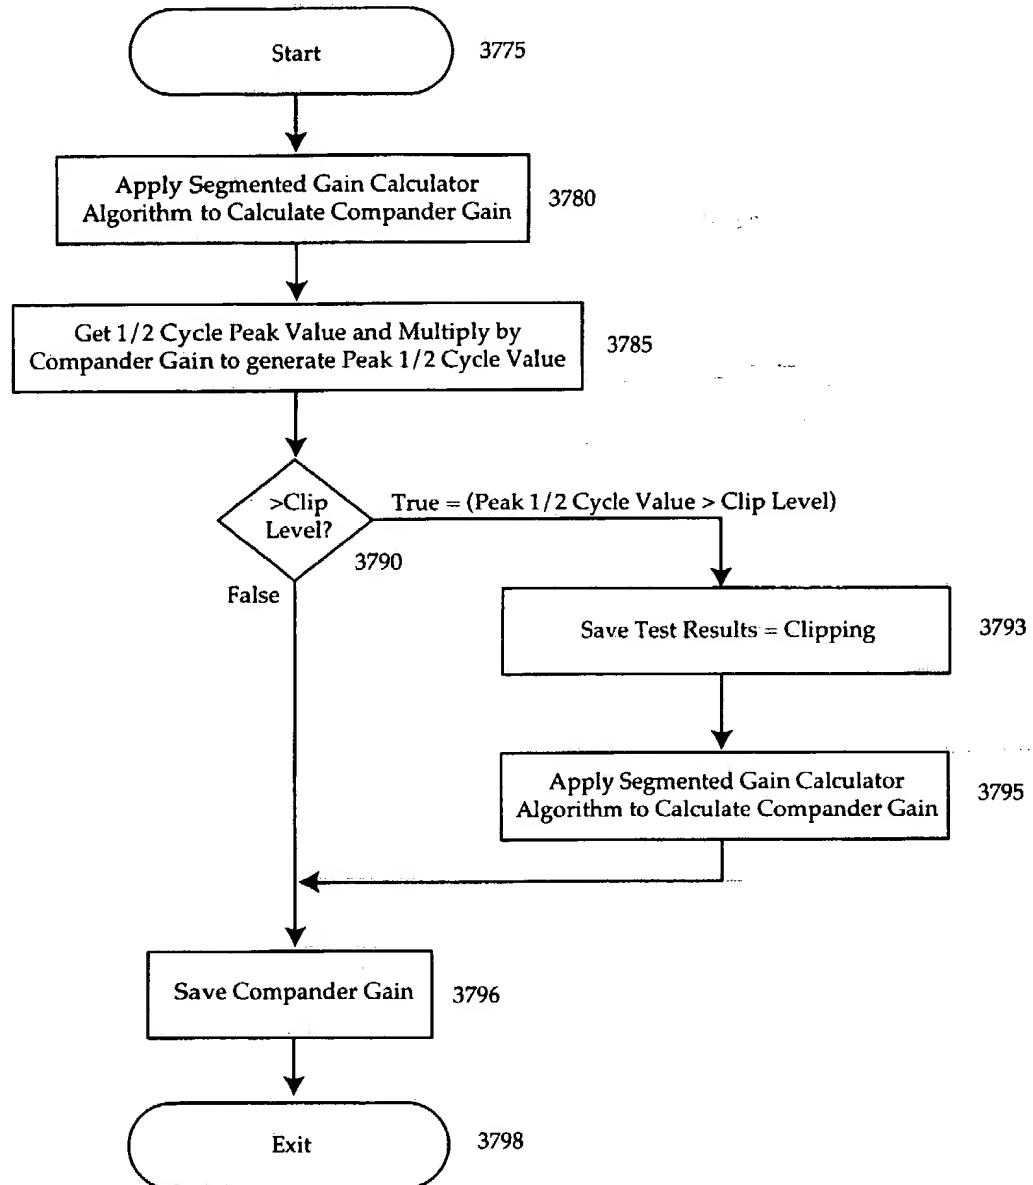 Start
3775
Apply Segmented Gain Calculator
Algorithm to Calculate Compander Gain
3780
Get 1/2 Cycle Peak Value and Multiply by
Compander Gain to generate Peak 1/2 Cycle Value
3785
>Clip
Level?
True = (Peak 1/2 Cycle Value > Clip Level)
3790
False
Save Test Results = Clipping
3793
Apply Segmented Gain Calculator
Algorithm to Calculate Compander Gain
3795
Save Compander Gain
3796
Exit
3798